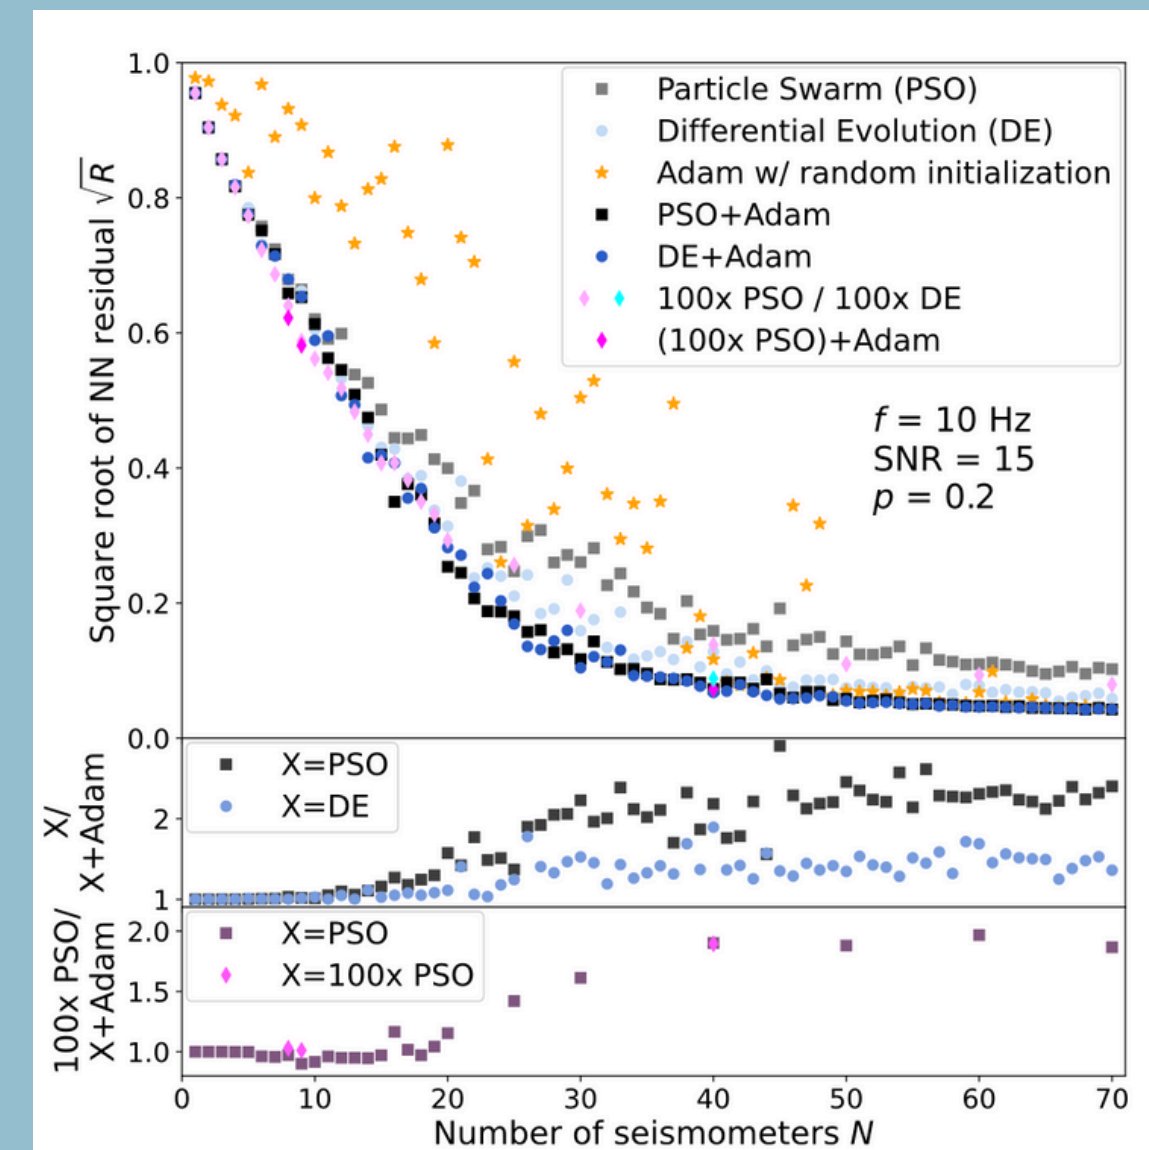 1.0
0.8
0.6
0.4
0.2
0.0
Square root of NN residual √R
Particle Swarm (PSO)
Differential Evolution (DE)
Adam w/ random initialization
PSO+Adam
DE+Adam
100x PSO / 100x DE
(100x PSO)+Adam
f = 10 Hz
SNR = 15
p = 0.2
X/
X+Adam
2
1
X=PSO
X=DE
100x PSO/
X+Adam
2.0
1.5
1.0
X=PSO
X=100x PSO
0 10 20 30 40 50 60 70
Number of seismometers N